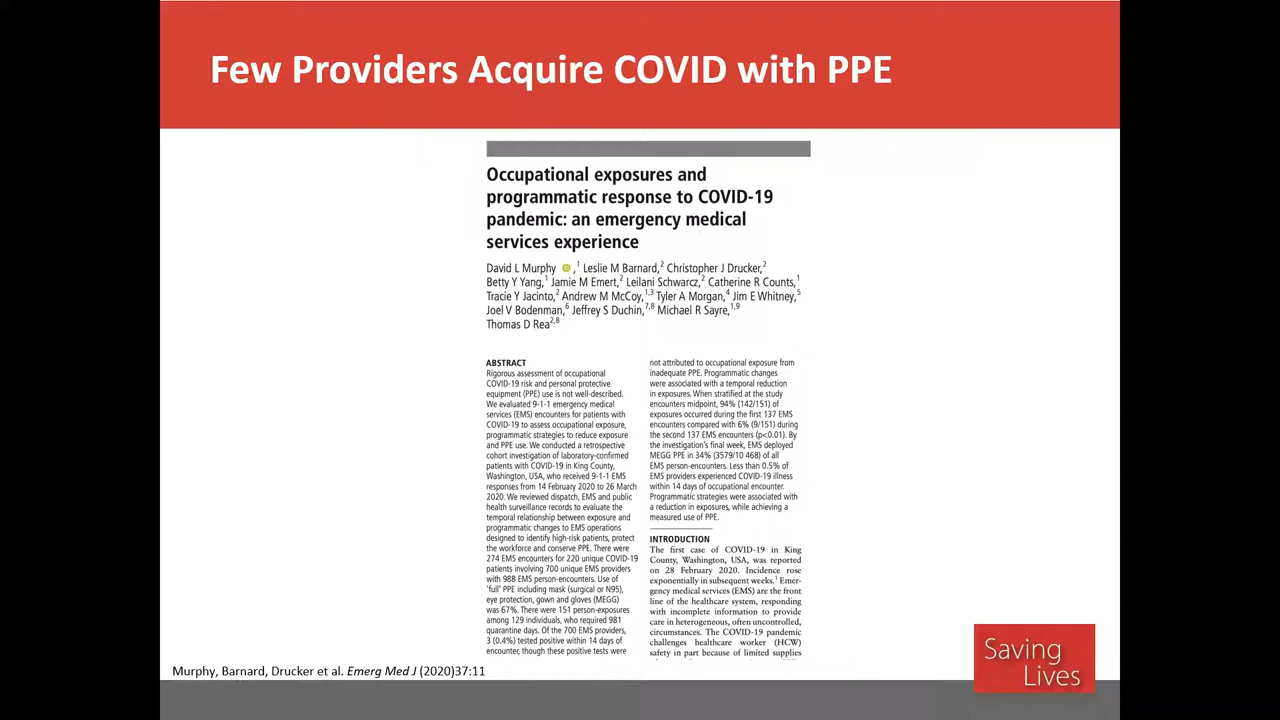 Few Providers Acquire COVID with PPE
Occupational exposures and
programmatic response to COVID-19
pandemic: an emergency medical
services experience
David L Murphy ,1 Leslie M Barnard,2 Christopher J Drucker,2
Betty Y Yang,1 Jamie M Emert,2 Leilani Schwarcz,2 Catherine R Counts,1
Tracie Y Jacinto,2 Andrew M McCoy,1,3 Tyler A Morgan,4 Jim E Whitney,5
Joel V Bodenman,6 Jeffrey S Duchin,7,8 Michael R Sayre,1,9
Thomas D Rea2,8
ABSTRACT
Rigorous assessment of occupational
COVID-19 risk and personal protective
equipment (PPE) use is not well-described.
We evaluated 9-1-1 emergency medical
services (EMS) encounters for patients with
COVID-19 to assess occupational exposure,
programmatic strategies to reduce exposure
and PPE use. We conducted a retrospective
cohort investigation of laboratory-confirmed
patients with COVID-19 in King County,
Washington, USA, who received 9-1-1 EMS
responses from 14 February 2020 to 26 March
2020. We reviewed dispatch, EMS and public
health surveillance records to evaluate the
temporal relationship between exposure and
programmatic changes to EMS operations
designed to identify high-risk patients, protect
the workforce and conserve PPE. There were
274 EMS encounters for 220 unique COVID-19
patients involving 700 unique EMS providers
with 988 EMS person-encounters. Use of
'full' PPE including mask (surgical or N95),
eye protection, gown and gloves (MEGG)
was 67%. There were 151 person-exposures
among 129 individuals, who required 981
quarantine days. Of the 700 EMS providers,
3 (0.4%) tested positive within 14 days of
encounter, though these positive tests were
not attributed to occupational exposure from
inadequate PPE. Programmatic changes
were associated with a temporal reduction
in exposures. When stratified at the study
encounters midpoint, 94% (142/151) of
exposures occurred during the first 137 EMS
encounters compared with 6% (9/151) during
the second 137 EMS encounters (p<0.01). By
the investigation's final week, EMS deployed
MEGG PPE in 34% (3579/10 468) of all
EMS person-encounters. Less than 0.5% of
EMS providers experienced COVID-19 illness
within 14 days of occupational encounter.
Programmatic strategies were associated with
a reduction in exposures, while achieving a
measured use of PPE.
INTRODUCTION
The first case of COVID-19 in King
County, Washington, USA, was reported
on 28 February 2020. Incidence rose
exponentially in subsequent weeks.1 Emer-
gency medical services (EMS) are the front
line of the healthcare system, responding
with incomplete information to provide
care in heterogeneous, often uncontrolled,
circumstances. The COVID-19 pandemic
challenges healthcare worker (HCW)
safety in part because of limited supplies
Murphy, Barnard, Drucker et al. Emerg Med J (2020)37:11
Saving
Lives